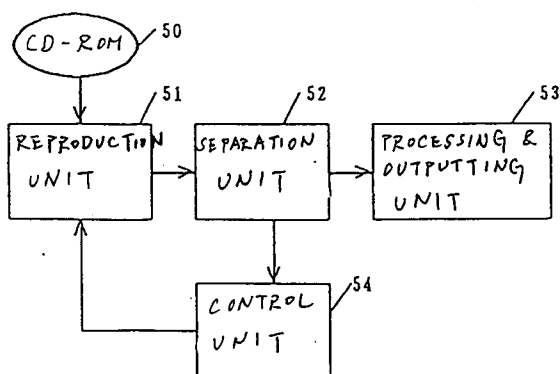 CD-ROM
50
51
52
53
REPRODUCTION
UNIT
SEPARATION
UNIT
PROCESSING &
OUTPUTTING
UNIT
CONTROL
UNIT
54